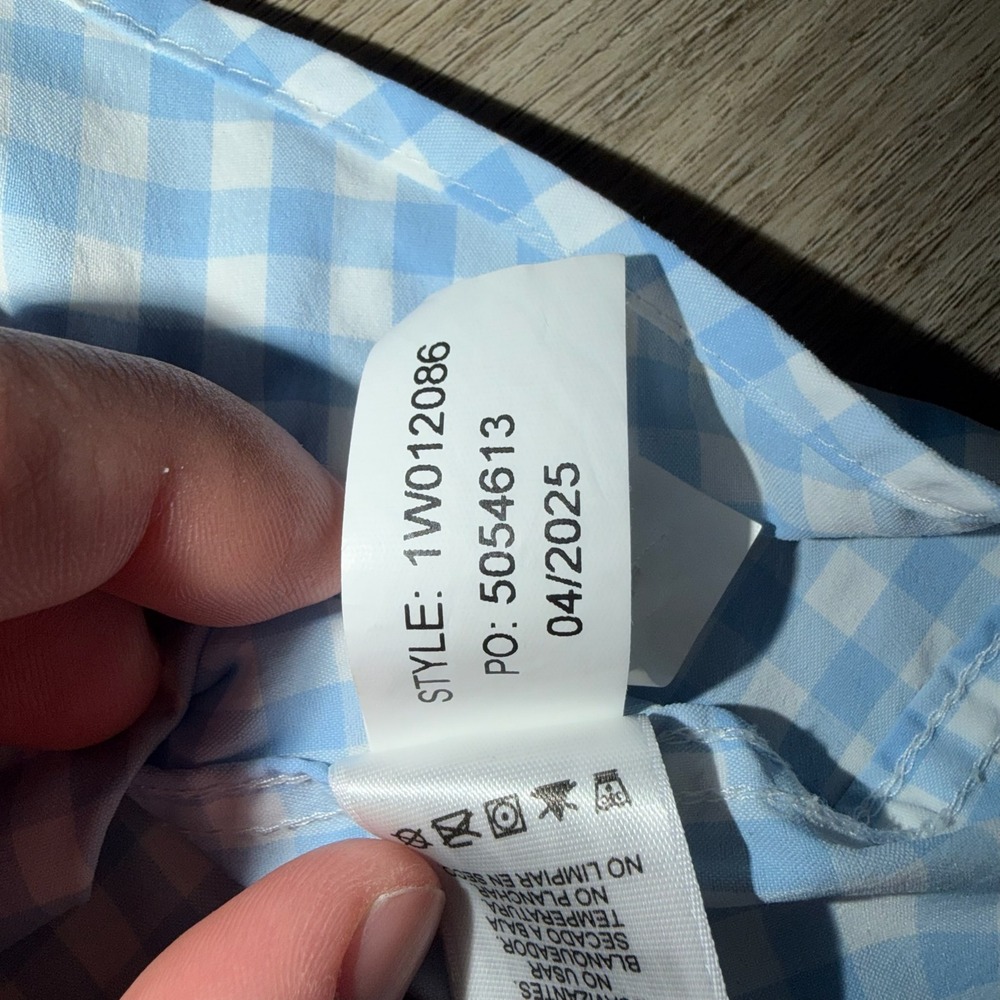 STYLE: 1W012086
PO: 5054613
04/2025
NO USAR
BLANQUEADOR.
SECADO A BAJA
TEMPERATURA
NO PLANCHAR
NO LIMPIAR EN SECO